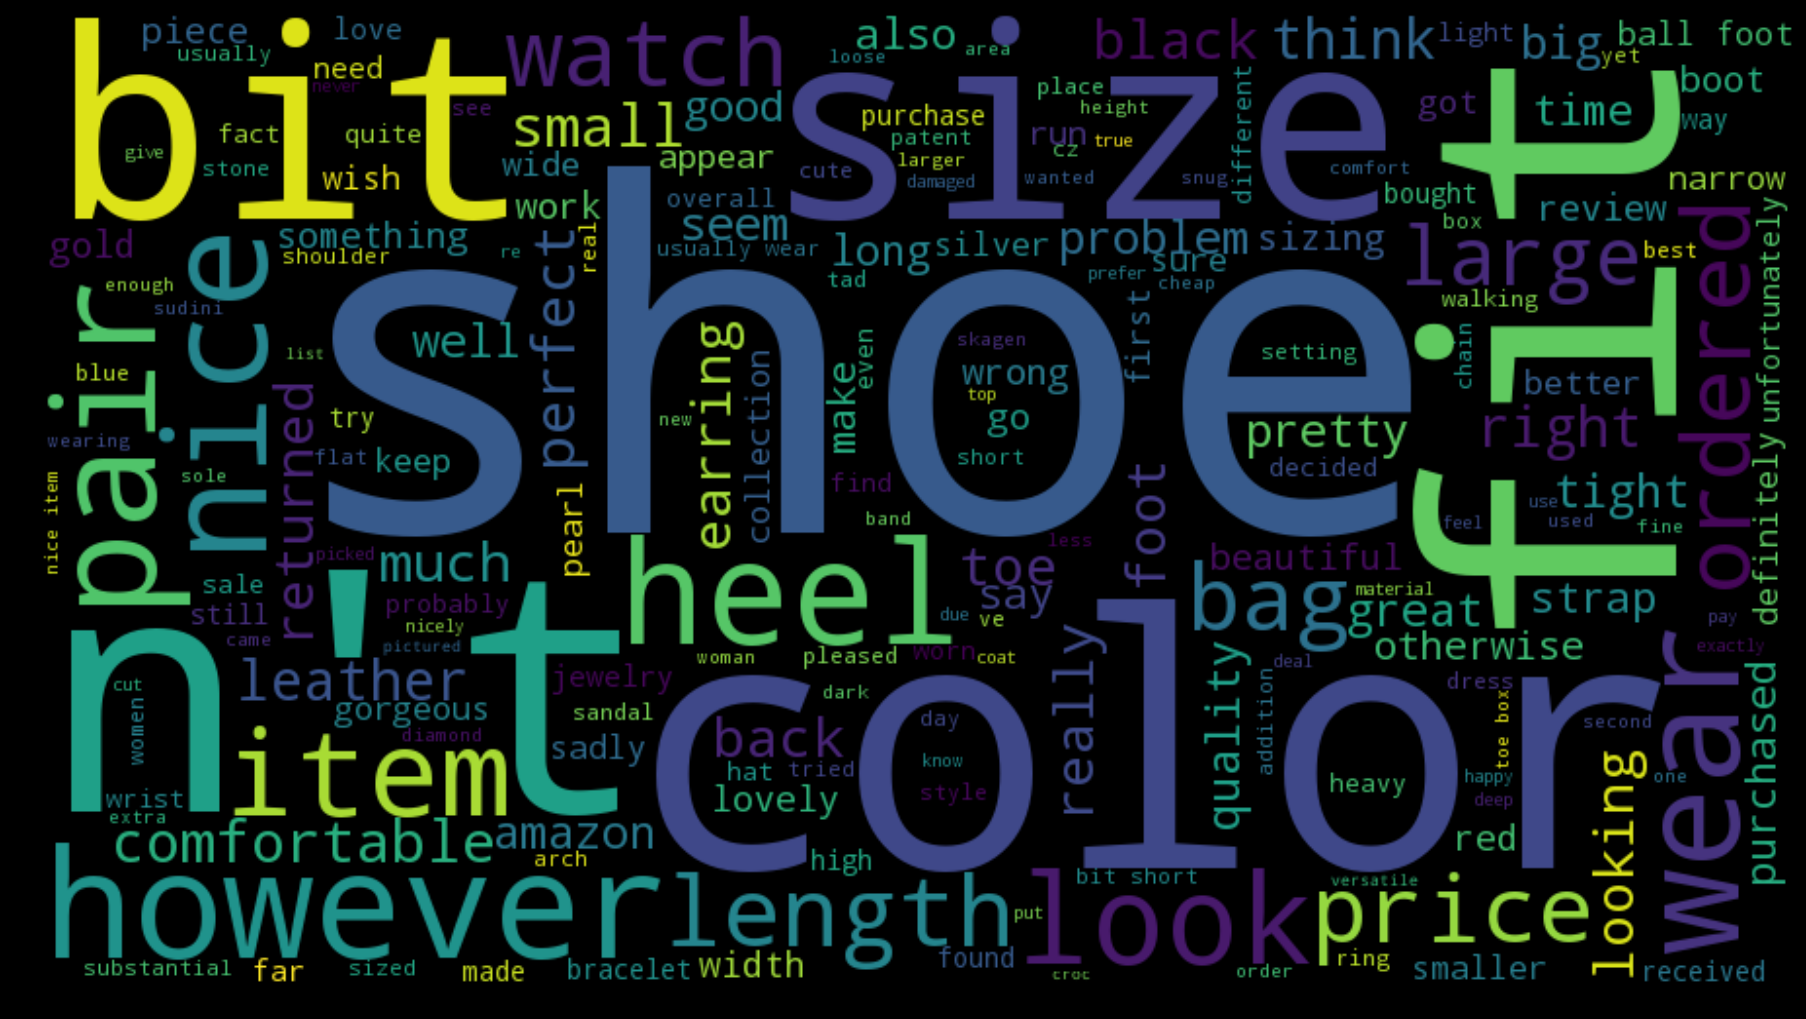 bit
piece
love
usually
need
never
watch
also
loose
area
black
think
light
big
yet
ball foot
boot
way
see
fact
quite
give
stone
wish
small
good
wide
appear
work
size
purchase
patent
larger
cute
damaged
place
height
run
cz
true
wanted
snug
different
comfort
got
time
bought
narrow
review
box
fit
gold
something
shoulder
enough
sudini
nice
re
real
perfect
overall
seem
usually wear
long
silver
tad
problem
sizing
sure
prefer
cheap
first
large
best
walking
ordered
unfortunately
definitely
pair
blue
list
shoe
well
try
flat
keep
returned
wearing
sole
nice item
new
earring
collection
pearl
make
even
skagen
wrong
top
go
short
find
band
foot
setting
pretty
decided
chain
better
right
tight
use
used
feel
fine
picked
much
sale
still
came
probably
nicely
pictured
n't
heel
toe
less
say
due
ve
beautiful
bag
material
great
strap
otherwise
pay
exactly
woman
pleased
worn
coat
leather
gorgeous
diamond
jewelry
sandal
sadly
cut
women
wrist
extra
item
color
dark
back
hat
tried
lovely
day
know
style
really
quality
addition
deal
dress
toe box
second
heavy
happy
deep
one
red
looking
wear
purchased
comfortable
amazon
arch
high
however
length
put
look
bit short
versatile
price
substantial
far
sized
made
bracelet
width
found
croc
order
ring
smaller
received